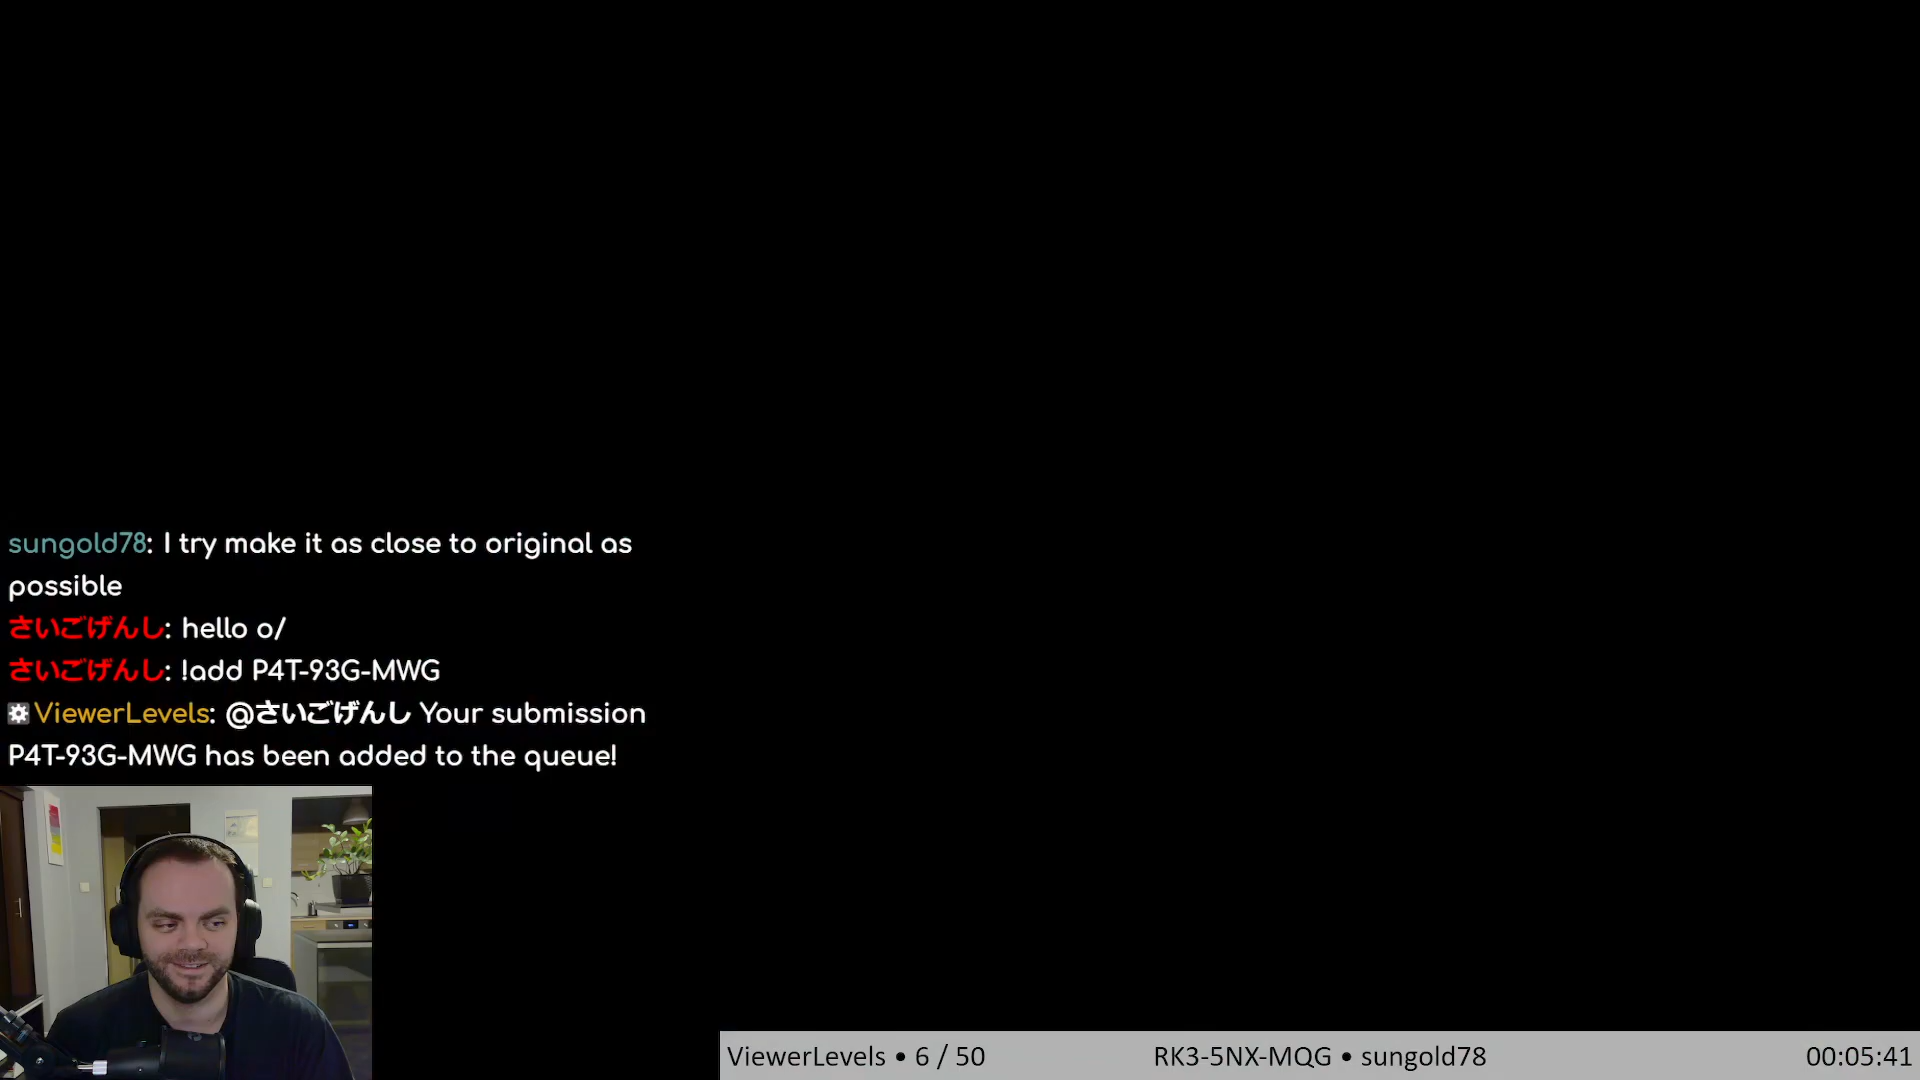 sungold78: I try make it as close to original as
possible
さいごげんし: hello o/
さいごげんし: !add P4T-93G-MWG
ViewerLevels: @さいごげんし Your submission
P4T-93G-MWG has been added to the queue!
ViewerLevels • 6 / 50 RK3-5NX-MQG • sungold78 00:05:41